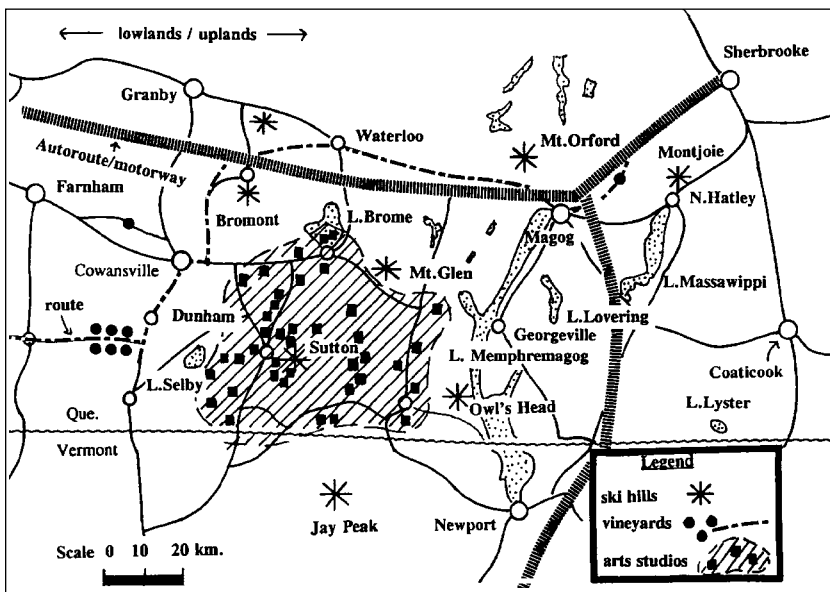 ← lowlands / uplands →
Sherbrooke
Granby
Waterloo
Mt.Orford
Autoroute/motorway
Montjoie
Farnham
Bromont
L.Brome
N.Hatley
Magog
Cowansville
Mt.Glen
L.Massawippi
route
Dunham
L.Lovering
Georgeville
Sutton
L. Memphremagog
Coaticook
L.Selby
Owl's Head
L.Lyster
Que.
Vermont
Legend
ski hills
Jay Peak
Newport
vineyards
Scale 0 10 20 km.
arts studios